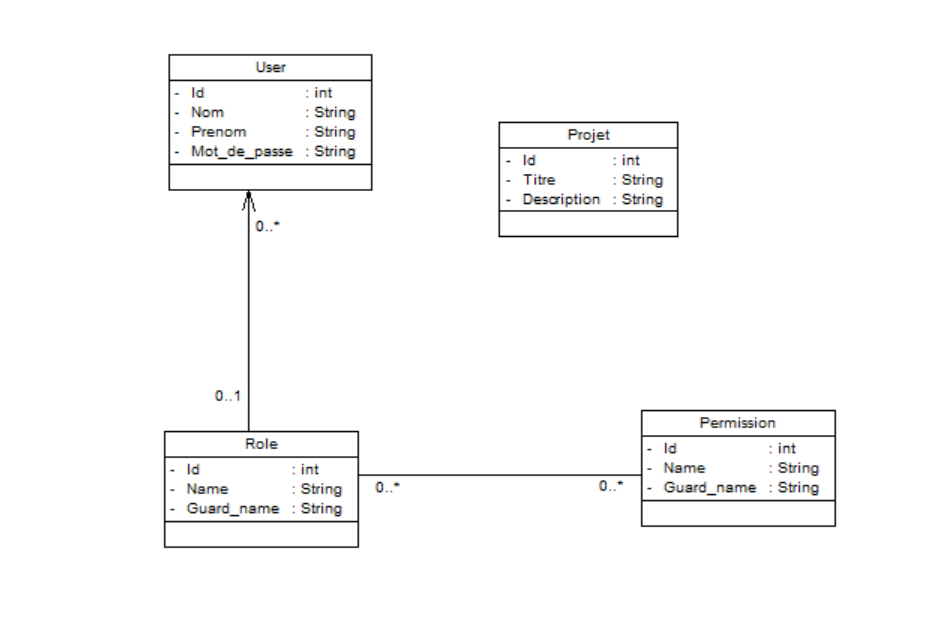 User
- Id : int
- Nom : String
- Prenom : String
- Mot_de_passe : String
Projet
- Id : int
- Titre : String
- Description : String
0..*
0..1
Role
- Id : int
- Name : String
- Guard_name : String
0..*
0..*
Permission
- Id : int
- Name : String
- Guard_name : String